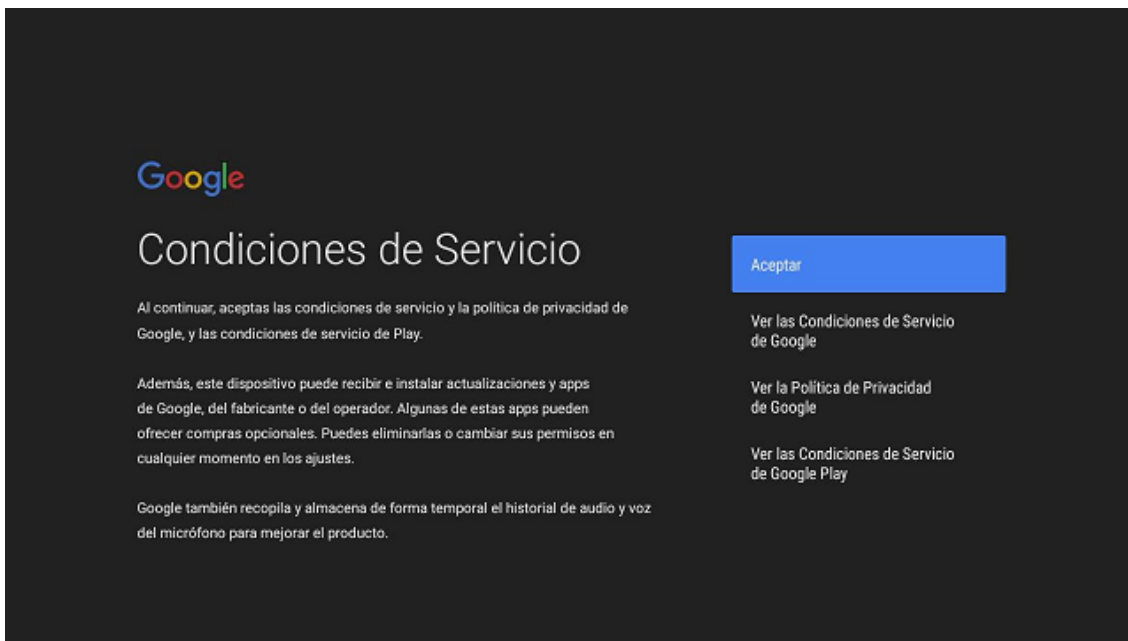 Google
Condiciones de Servicio
Al continuar, aceptas las condiciones de servicio y la política de privacidad de
Google, y las condiciones de servicio de Play.
Además, este dispositivo puede recibir e instalar actualizaciones y apps
de Google, del fabricante o del operador. Algunas de estas apps pueden
ofrecer compras opcionales. Puedes eliminarlas o cambiar sus permisos en
cualquier momento en los ajustes.
Google también recopila y almacena de forma temporal el historial de audio y voz
del micrófono para mejorar el producto.
Aceptar
Ver las Condiciones de Servicio
de Google
Ver la Política de Privacidad
de Google
Ver las Condiciones de Servicio
de Google Play